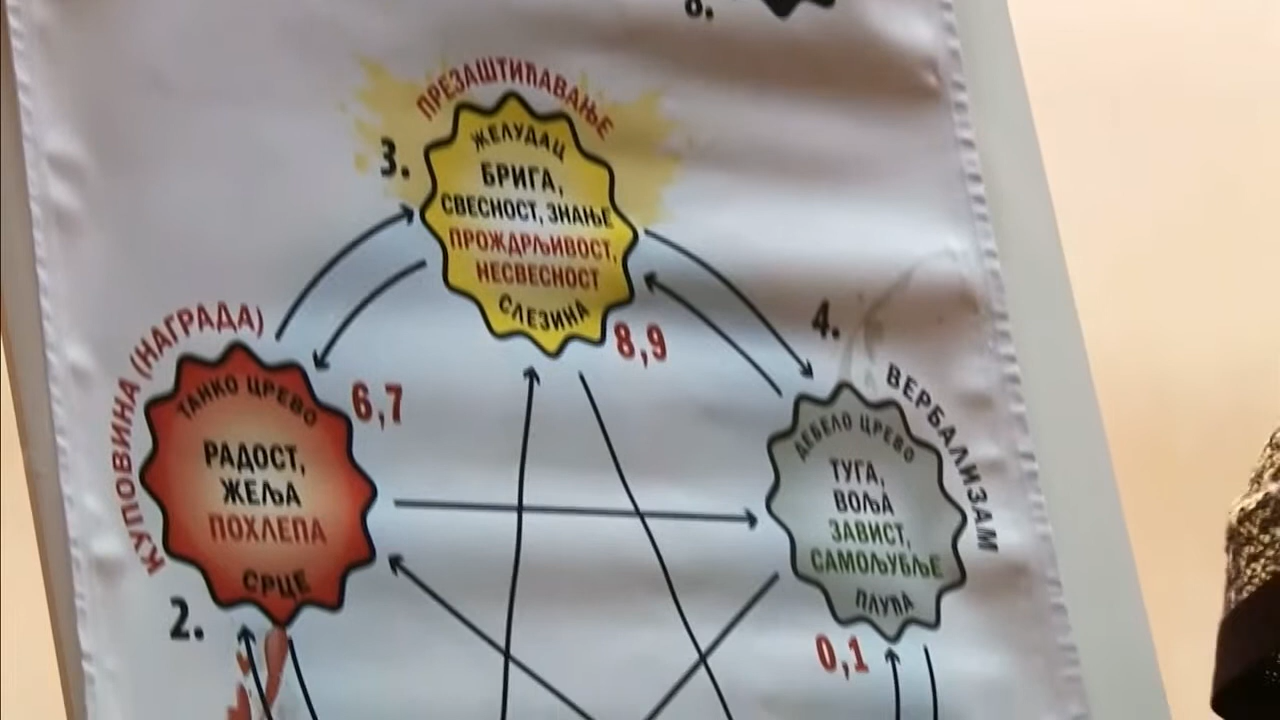 8.
ПРЕЗАШТИЋАВАЊЕ
3.
ЖЕЛУДАЦ
БРИГА,
СВЕСНОСТ, ЗНАЊЕ
ПРОЖДРЉИВОСТ,
НЕСВЕСНОСТ
СЛЕЗИНА
8,9
КУПОВИНА (НАГРАДА)
ТАНКО ЦРЕВО
РАДОСТ,
ЖЕЉА
ПОХЛЕПА
СРЦЕ
6,7
2.
4.
ВЕРБАЛИЗАМ
ДЕБЕЛО ЦРЕВО
ТУГА,
ВОЉА
ЗАВИСТ,
САМОЉУБЉЕ
ПЛУЋА
0,1